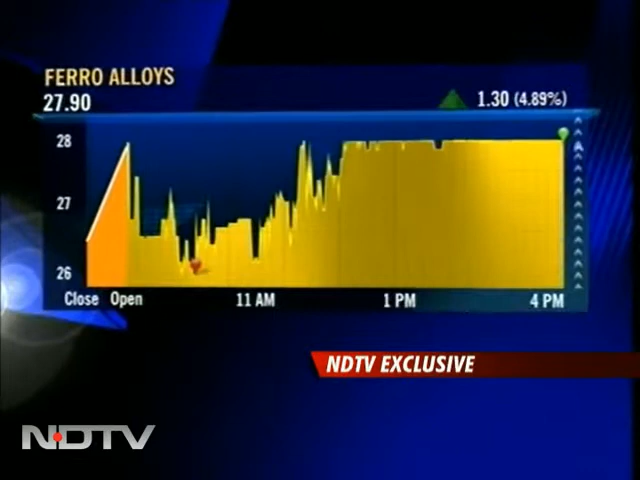 FERRO ALLOYS
27.90
1.30 (4.89%)
28
27
26
Close Open 11 AM 1 PM 4 PM
NDTV EXCLUSIVE
NDTV